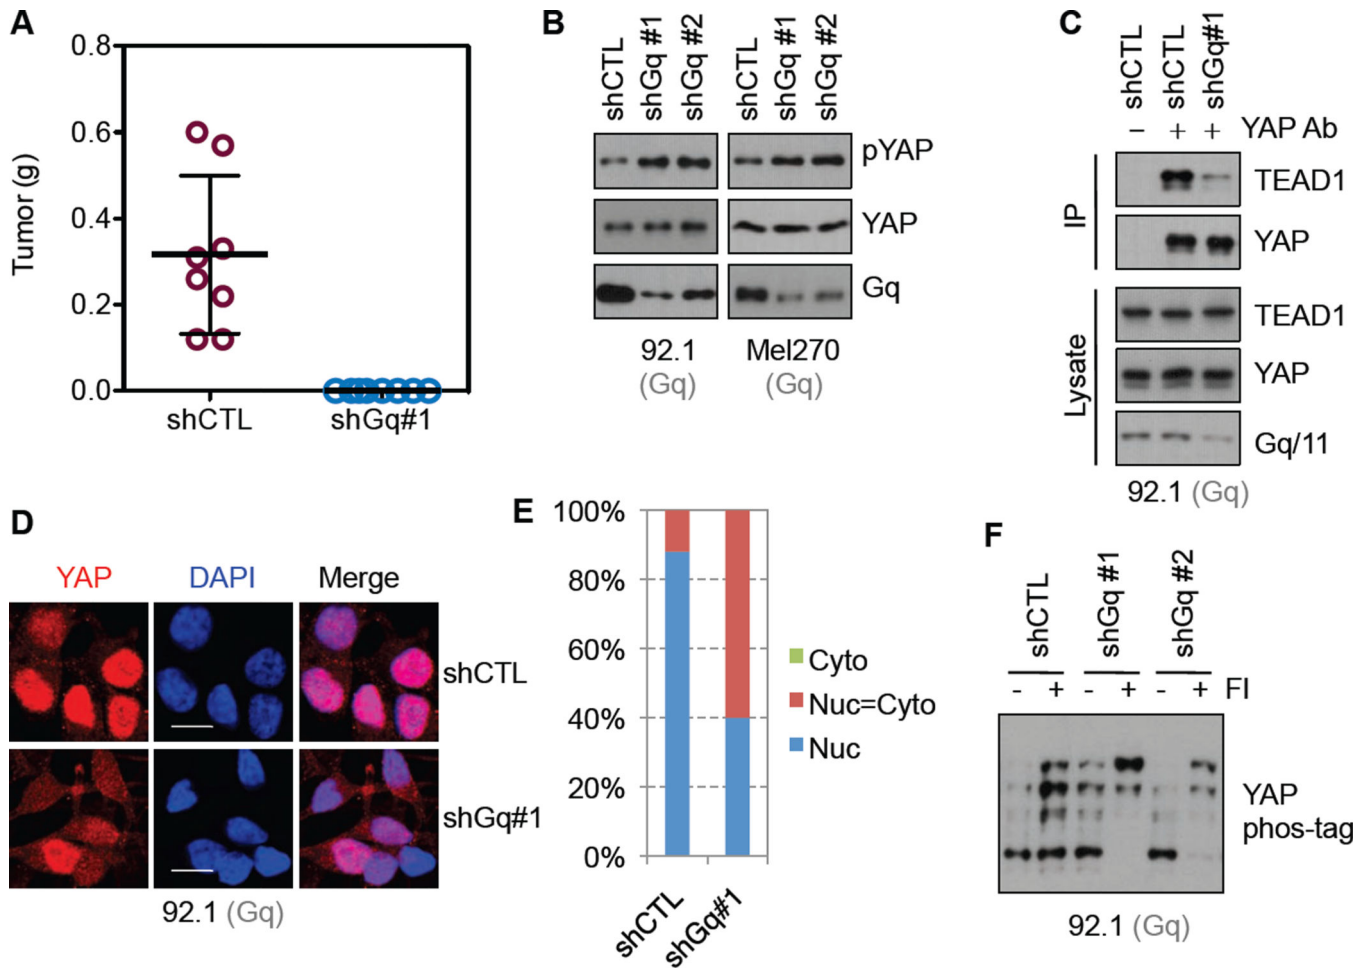 A
0.8
0.6
0.4
0.2
0.0
Tumor (g)
shCTL
shGq#1
B
shCTL
shGq #1
shGq #2
shCTL
shGq #1
shGq #2
pYAP
YAP
Gq
92.1
(Gq)
Mel270
(Gq)
C
shCTL
shCTL
shGq#1
– + + YAP Ab
IP
TEAD1
YAP
Lysate
TEAD1
YAP
Gq/11
92.1 (Gq)
D
YAP DAPI Merge
shCTL
shGq#1
92.1 (Gq)
E
100%
80%
60%
40%
20%
0%
shCTL
shGq#1
Cyto
Nuc=Cyto
Nuc
F
shCTL
shGq #1
shGq #2
- + - + - + FI
YAP
phos-tag
92.1 (Gq)